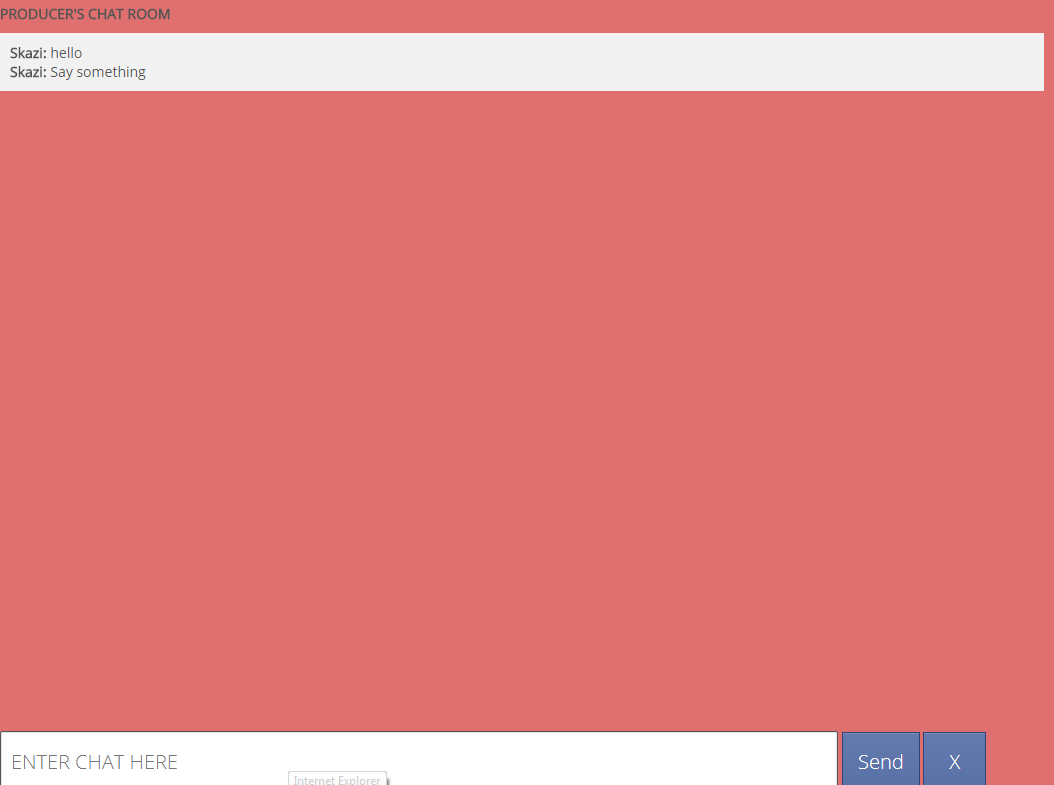 PRODUCER'S CHAT ROOM
Skazi: hello
Skazi: Say something
ENTER CHAT HERE
Send
X
Internet Explorer